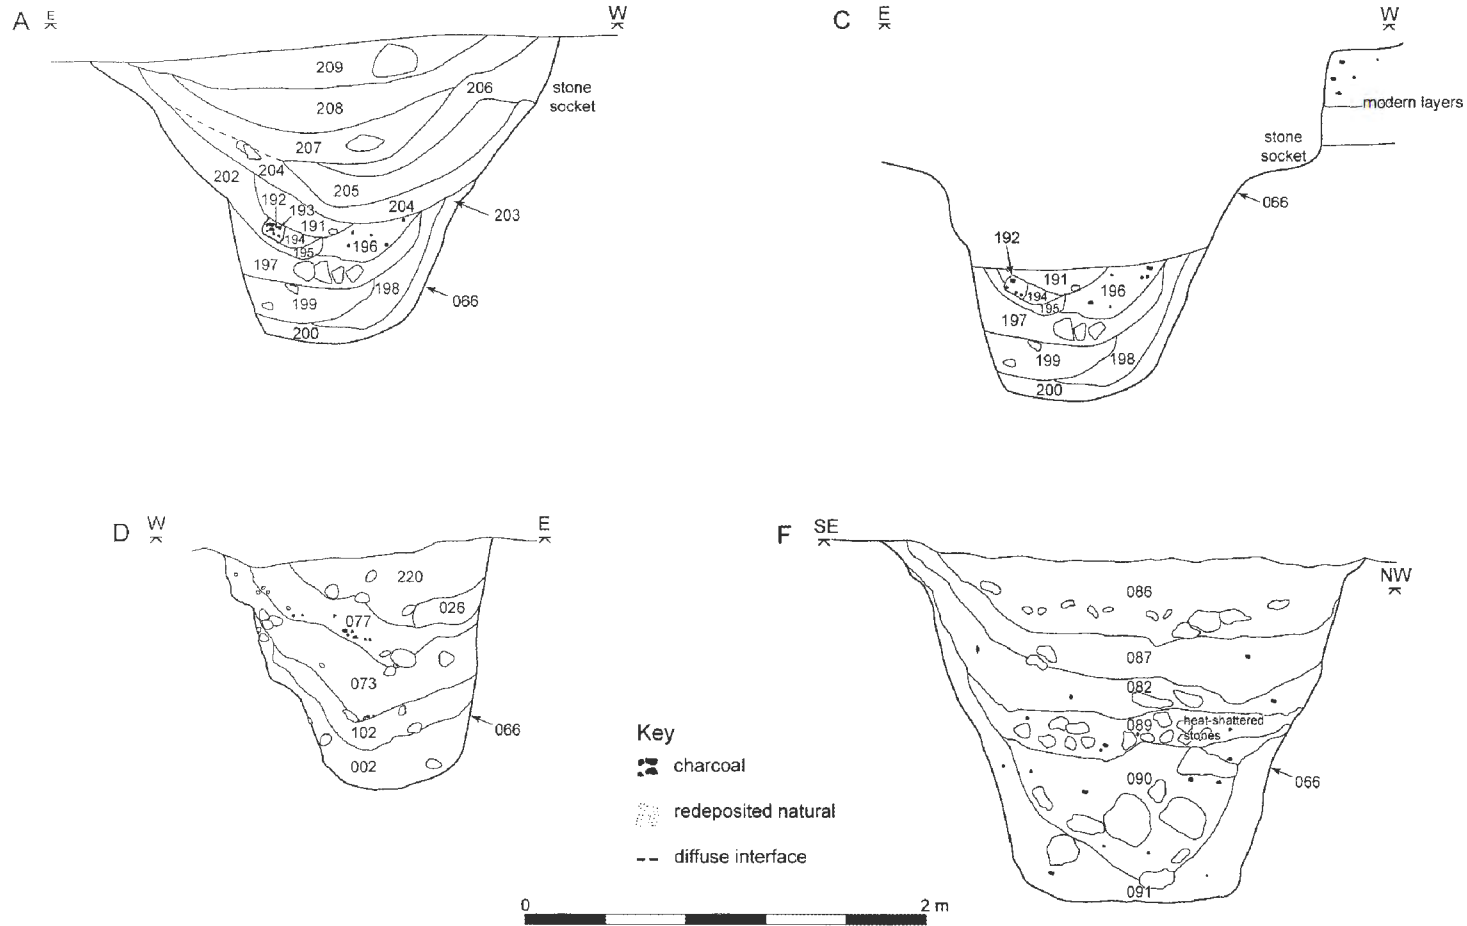 A E W
209
208
206
stone
socket
207
204
202
205
192
193
204
203
191
194
196
195
197
198
066
199
200
C E W
modern layers
stone
socket
066
192
191
196
194
195
197
199
198
200
D W E
220
026
077
073
066
102
002
F SE
NW
086
087
082
089 heat-shattered
stones
090
066
091
Key
charcoal
redeposited natural
diffuse interface
0 2 m